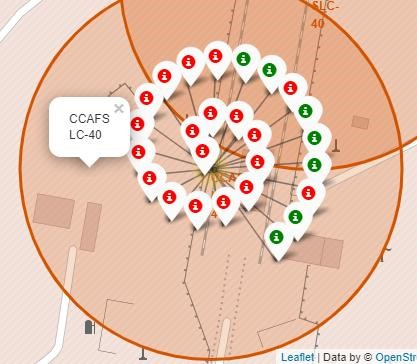 SLC-
40
CCAFS
LC-40
Leaflet | Data by © OpenStr